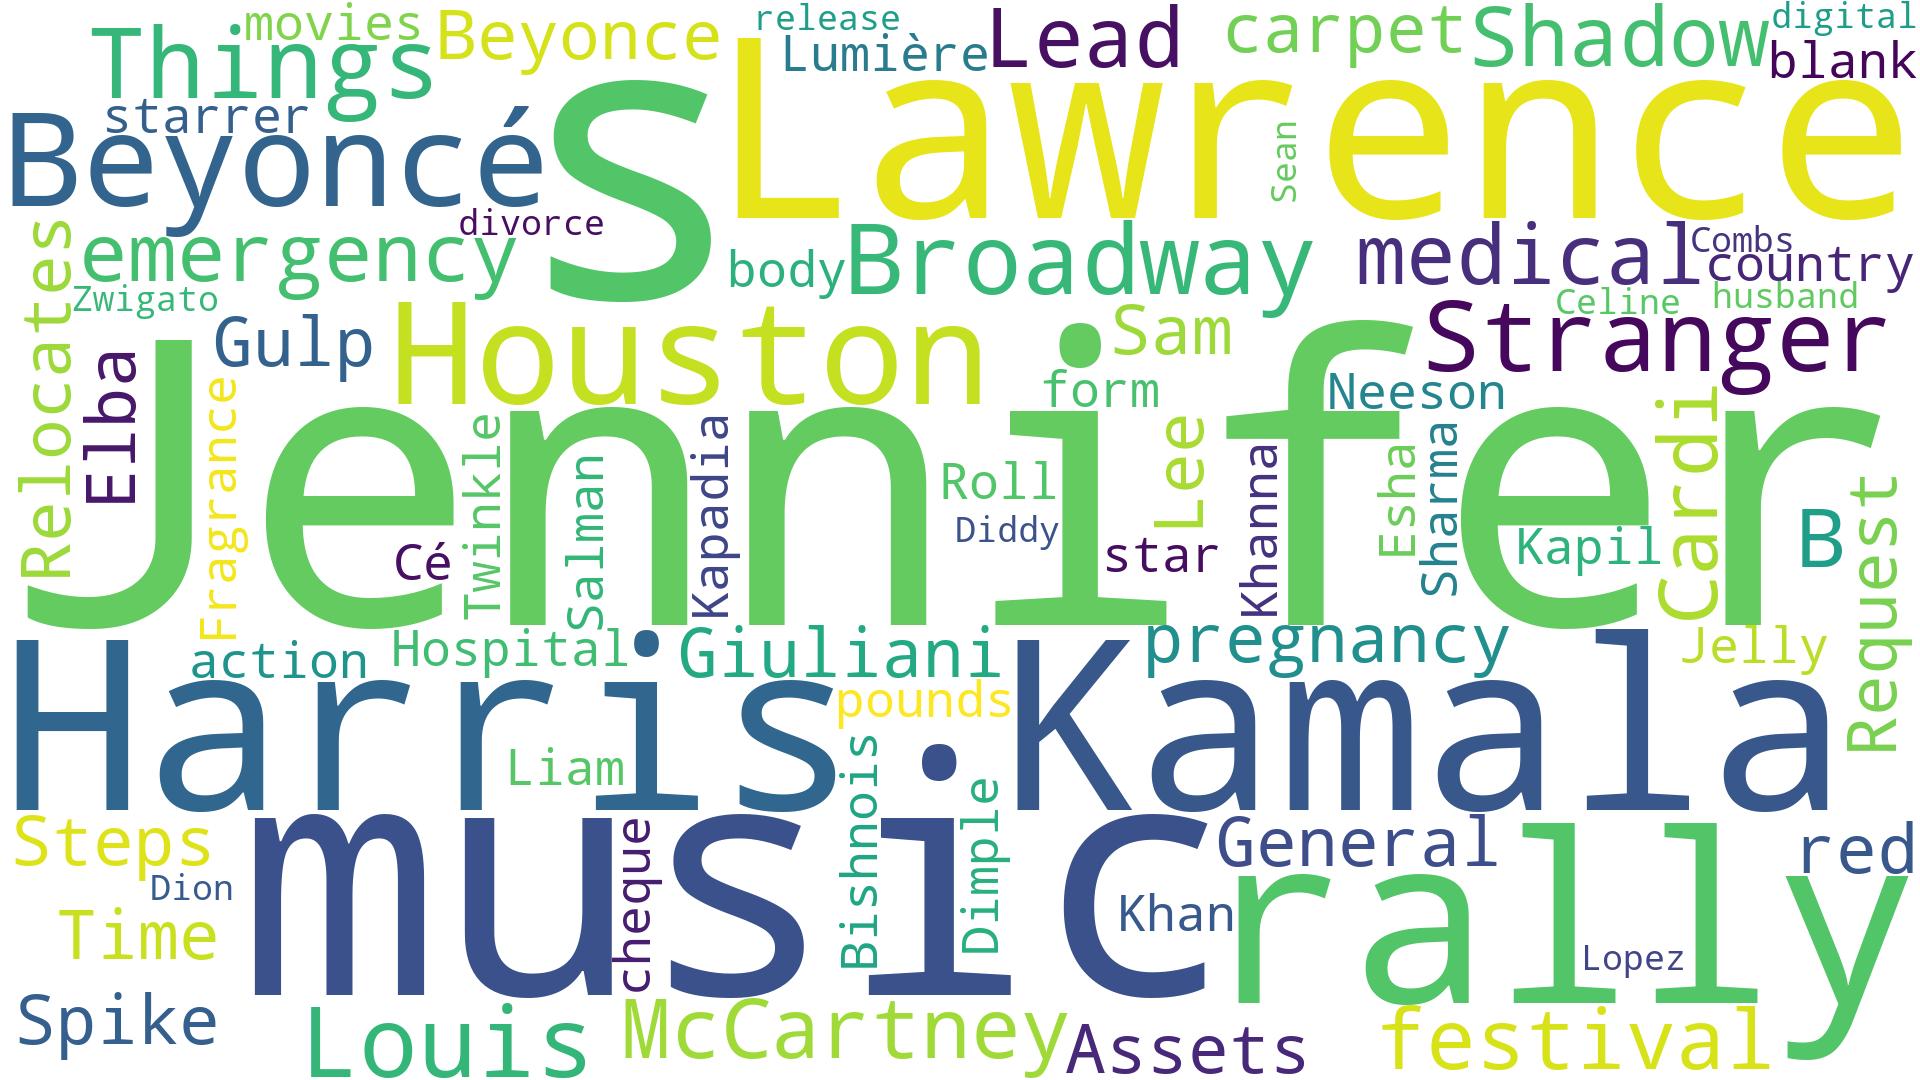 movies
Beyonce
release
Lumière
Lead
carpet
Shadow
digital
blank
Things
starrer
Beyoncé
s
Lawrence
Sean
divorce
emergency
body
Broadway
medical
Combs
country
Relocates
Zwigato
Celine
husband
Gulp
Houston
Sam
Stranger
Elba
form
Neeson
Jennifer
Fragrance
Twinkle
Salman
Kapadia
Roll
Lee
Khanna
Esha
Sharma
Cardi
Diddy
B
Cé
star
Kapil
Request
action
Hospital
Giuliani
pregnancy
Jelly
Harris
pounds
Kamala
Liam
Bishnois
Dimple
Steps
music
cheque
General
red
Dion
Khan
rally
Time
Lopez
Spike
Louis
McCartney
Assets
festival